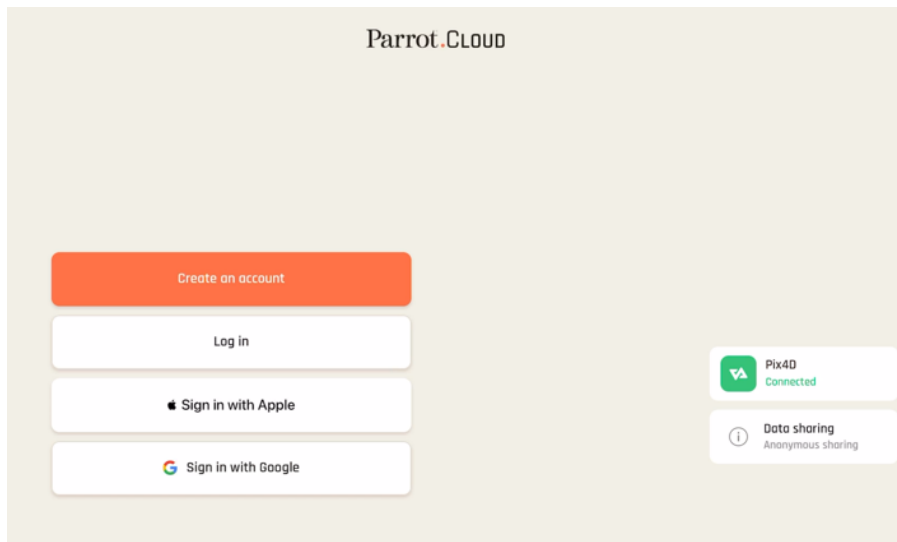 Parrot.CLOUD
Create an account
Log in
Sign in with Apple
Sign in with Google
Pix4D
Connected
Data sharing
Anonymous sharing